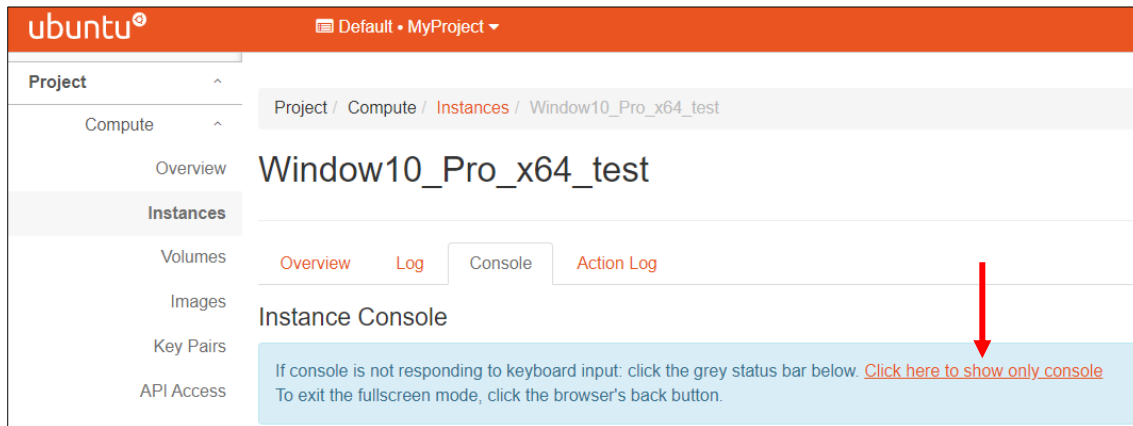 ubuntu
Default • MyProject
Project
Compute
Overview
Instances
Volumes
Images
Key Pairs
API Access
Project / Compute / Instances / Window10_Pro_x64_test
Window10_Pro_x64_test
Overview Log Console Action Log
Instance Console
If console is not responding to keyboard input: click the grey status bar below. Click here to show only console
To exit the fullscreen mode, click the browser's back button.